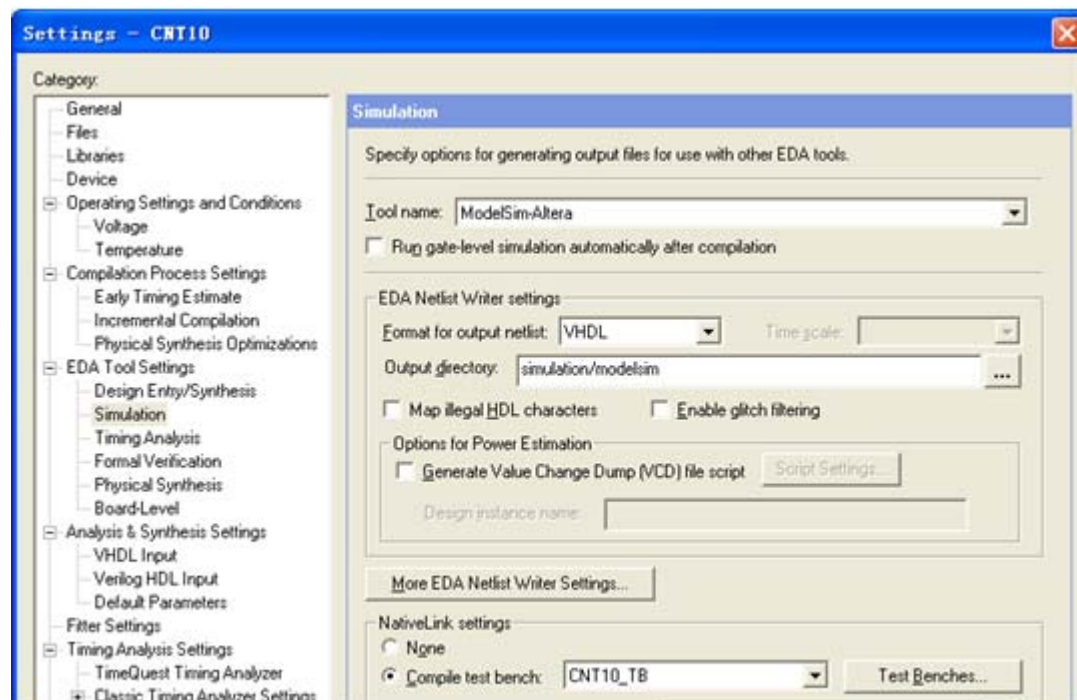 Settings - CNT10
Category:
General
Files
Libraries
Device
Operating Settings and Conditions
Voltage
Temperature
Compilation Process Settings
Early Timing Estimate
Incremental Compilation
Physical Synthesis Optimizations
EDA Tool Settings
Design Entry/Synthesis
Simulation
Timing Analysis
Formal Verification
Physical Synthesis
Board-Level
Analysis & Synthesis Settings
VHDL Input
Verilog HDL Input
Default Parameters
Fitter Settings
Timing Analysis Settings
TimeQuest Timing Analyzer
Classic Timing Analyzer Settings
Simulation
Specify options for generating output files for use with other EDA tools.
Tool name: ModelSim-Altera
Run gate-level simulation automatically after compilation
EDA Netlist Writer settings
Format for output netlist: VHDL Time scale:
Output directory: simulation/modelsim ...
Map illegal HDL characters Enable glitch filtering
Options for Power Estimation
Generate Value Change Dump (VCD) file script Script Settings...
Design instance name:
More EDA Netlist Writer Settings...
NativeLink settings
None
Compile test bench: CNT10_TB Test Benches...